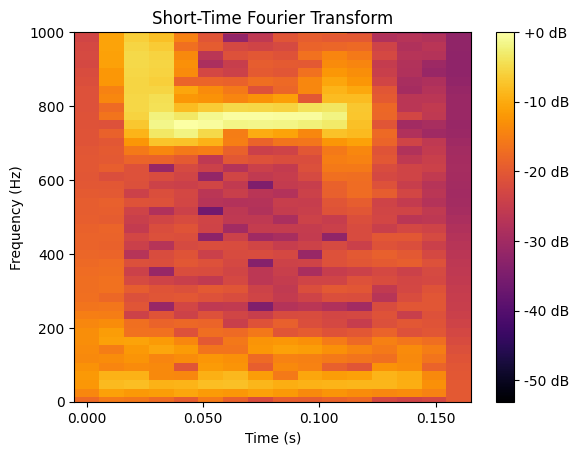 Short-Time Fourier Transform
1000
800
600
400
200
0
Frequency (Hz)
0.000
0.050
0.100
0.150
Time (s)
+0 dB
-10 dB
-20 dB
-30 dB
-40 dB
-50 dB